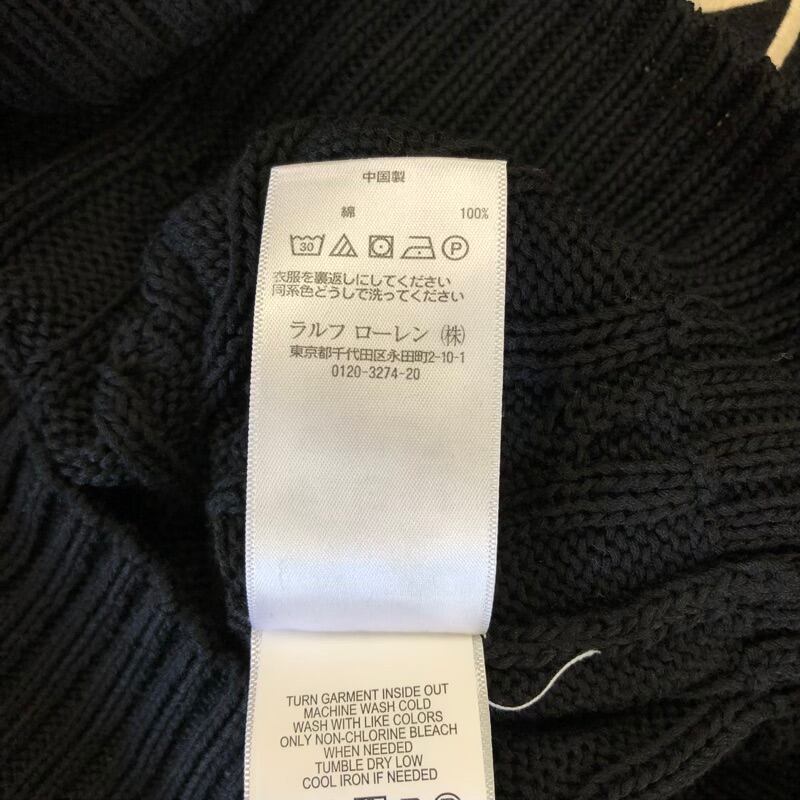 中国製
綿 100%
30 P
衣服を裏返しにしてください
同系色どうしで洗ってください
ラルフ ローレン ㈱
東京都千代田区永田町2-10-1
0120-3274-20
TURN GARMENT INSIDE OUT
MACHINE WASH COLD
WASH WITH LIKE COLORS
ONLY NON-CHLORINE BLEACH
WHEN NEEDED
TUMBLE DRY LOW
COOL IRON IF NEEDED